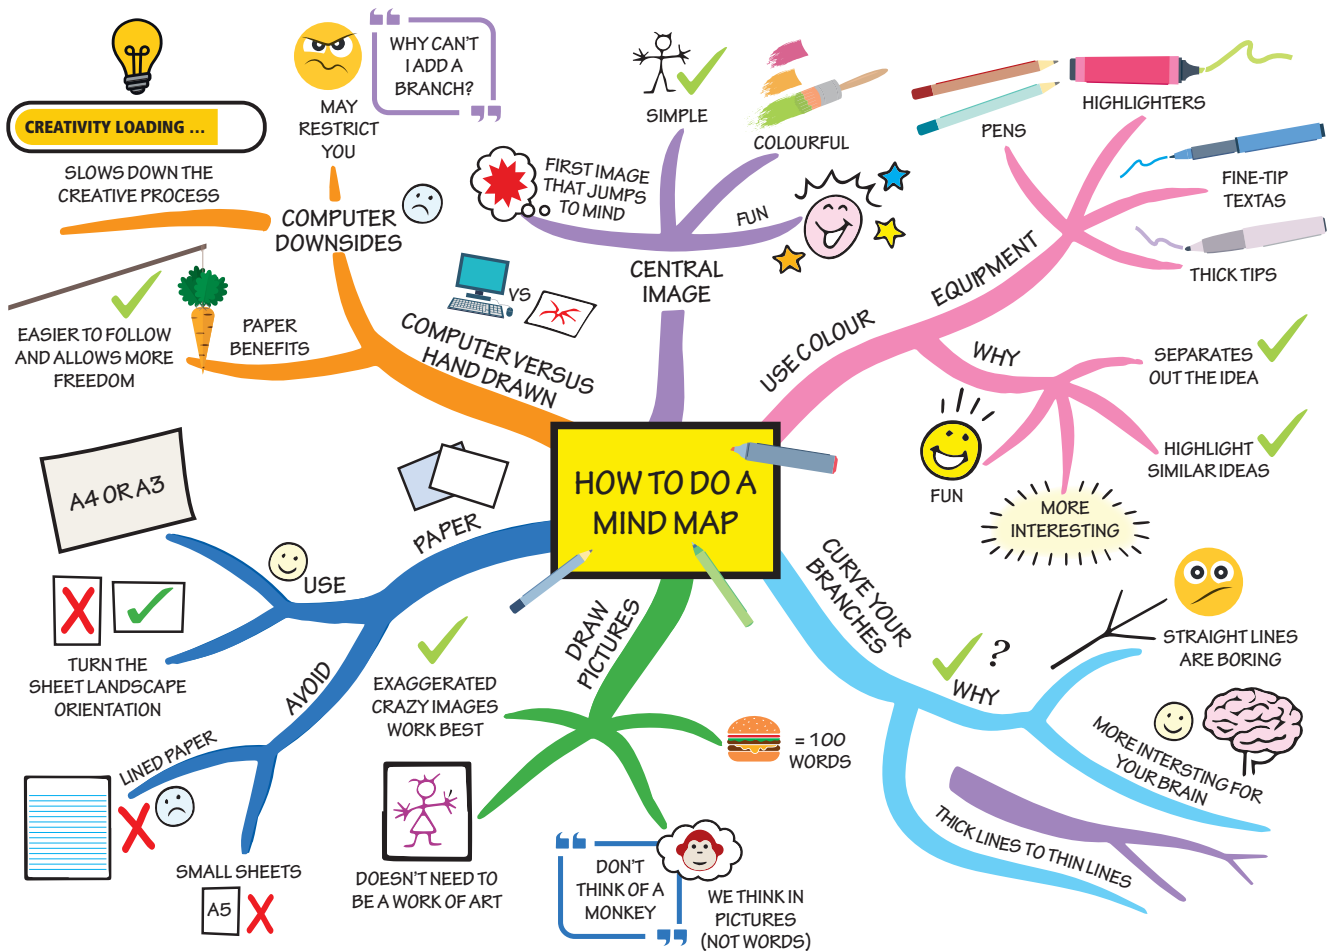 HOW TO DO A
MIND MAP
CENTRAL
IMAGE
FIRST IMAGE
THAT JUMPS
TO MIND
SIMPLE
COLOURFUL
FUN
USE COLOUR
EQUIPMENT
PENS
HIGHLIGHTERS
FINE-TIP
TEXTAS
THICK TIPS
WHY
SEPARATES
OUT THE IDEA
HIGHLIGHT
SIMILAR IDEAS
MORE
INTERESTING
FUN
CURVE YOUR
BRANCHES
?
WHY
STRAIGHT LINES
ARE BORING
MORE INTERSTING FOR
YOUR BRAIN
THICK LINES TO THIN LINES
DRAW
PICTURES
= 100
WORDS
WE THINK IN
PICTURES
(NOT WORDS)
DON'T
THINK OF A
MONKEY
DOESN'T NEED TO
BE A WORK OF ART
EXAGGERATED
CRAZY IMAGES
WORK BEST
PAPER
USE
A4 OR A3
TURN THE
SHEET LANDSCAPE
ORIENTATION
AVOID
LINED PAPER
SMALL SHEETS
A5
COMPUTER VERSUS
HAND DRAWN
VS
PAPER
BENEFITS
EASIER TO FOLLOW
AND ALLOWS MORE
FREEDOM
COMPUTER
DOWNSIDES
SLOWS DOWN THE
CREATIVE PROCESS
CREATIVITY LOADING ...
MAY
RESTRICT
YOU
WHY CAN'T
I ADD A
BRANCH?